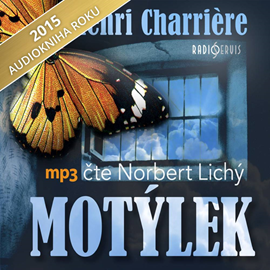 2015
AUDIOKNIHA ROKU
Henri Charrière
RADIOSERVIS
mp3 čte Norbert Lichý
MOTÝLEK